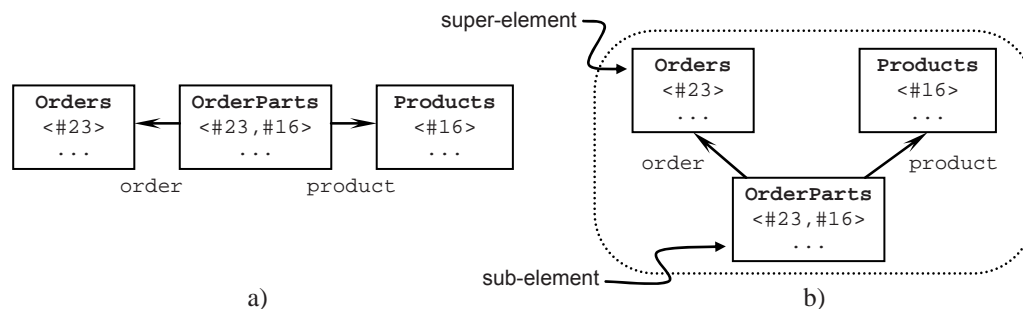 Orders
<#23>
...
OrderParts
<#23,#16>
...
Products
<#16>
...
order
product
a)
super-element
Orders
<#23>
...
Products
<#16>
...
order
product
OrderParts
<#23,#16>
...
sub-element
b)